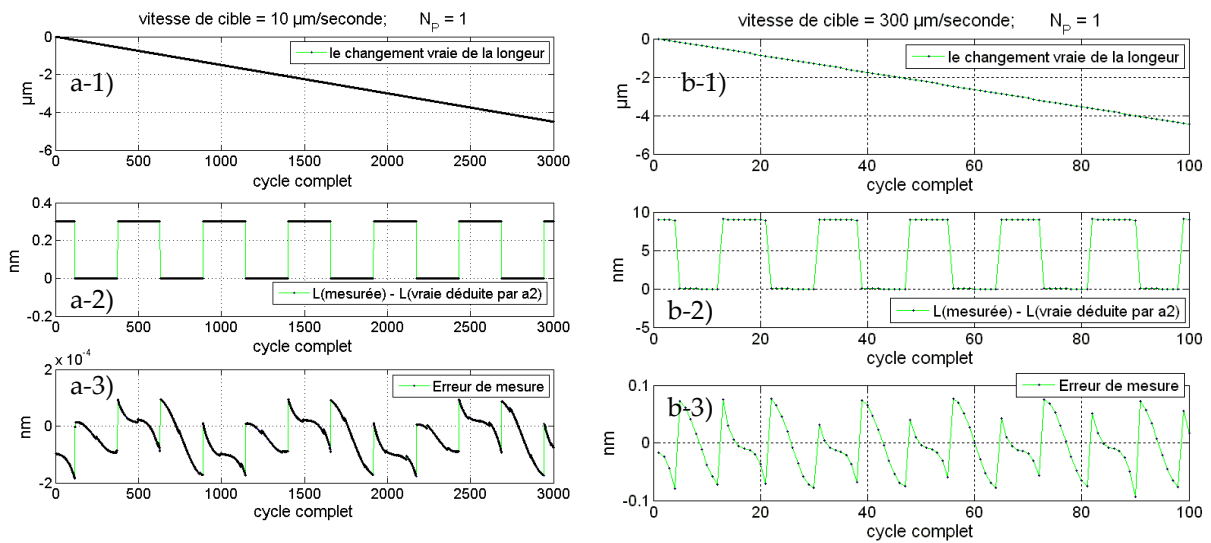 vitesse de cible = 10 µm/seconde; N_P = 1
a-1)
le changement vraie de la longeur
µm
0
-2
-4
-6
0 500 1000 1500 2000 2500 3000
cycle complet
a-2)
L(mesurée) - L(vraie déduite par a2)
nm
0.4
0.2
0
-0.2
0 500 1000 1500 2000 2500 3000
cycle complet
x 10^-4
a-3)
Erreur de mesure
nm
2
0
-2
0 500 1000 1500 2000 2500 3000
cycle complet
vitesse de cible = 300 µm/seconde; N_P = 1
b-1)
le changement vraie de la longeur
µm
0
-2
-4
-6
0 20 40 60 80 100
cycle complet
b-2)
L(mesurée) - L(vraie déduite par a2)
nm
10
5
0
5
0 20 40 60 80 100
cycle complet
b-3)
Erreur de mesure
nm
0.1
0
-0.1
0 20 40 60 80 100
cycle complet